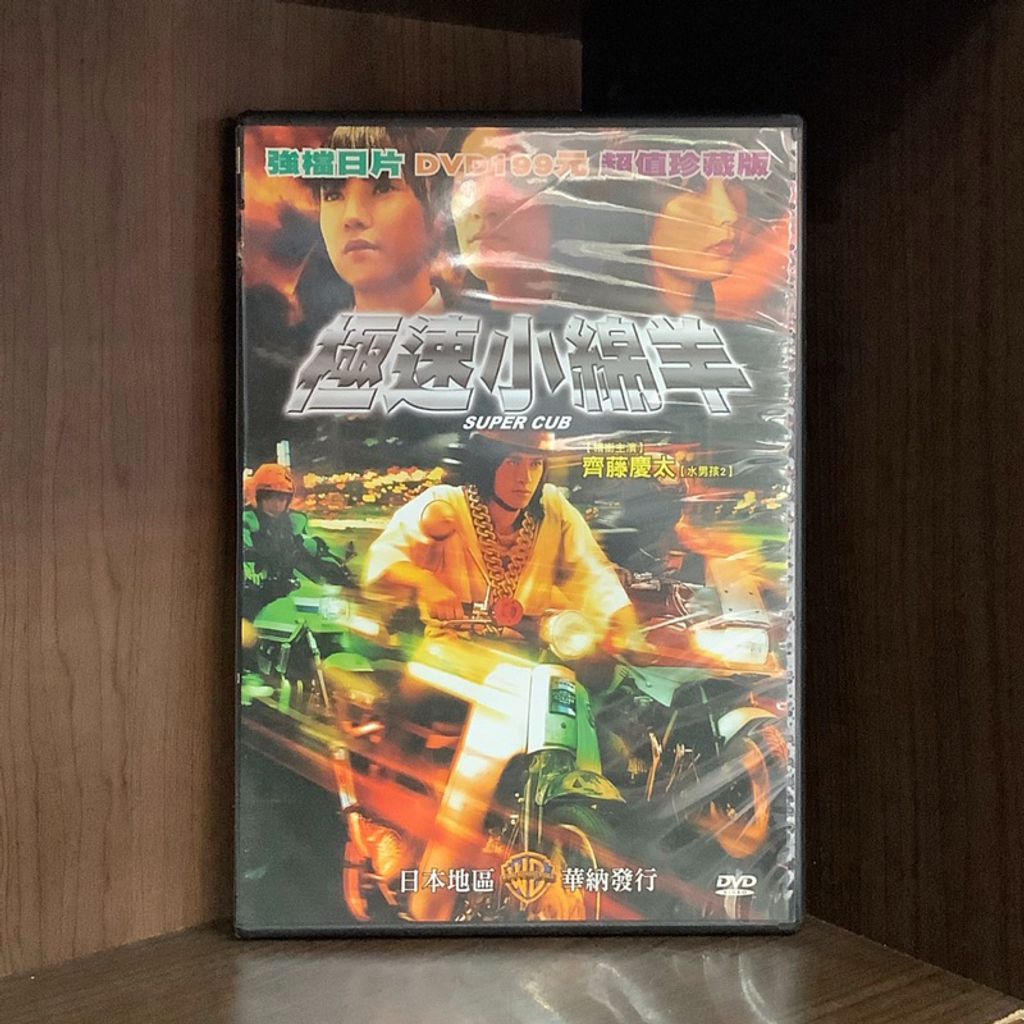 強檔日片 DVD199元 超值珍藏版
極速小綿羊
SUPER CUB
主演】
齊藤慶太【水男孩2】
日本地區 WB 華納發行
DVD
VIDEO